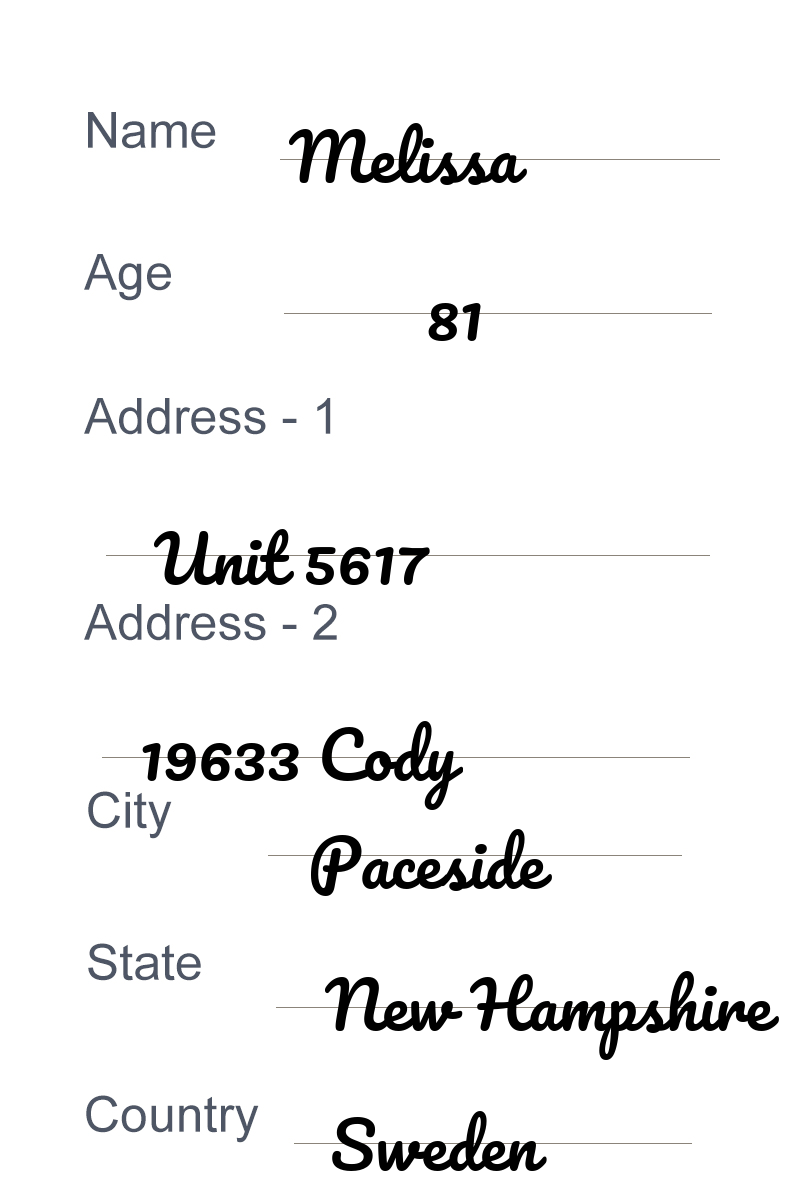 Name Melissa
Age 81
Address - 1
Unit 5617
Address - 2
19633 Cody
City Paceside
State New Hampshire
Country Sweden